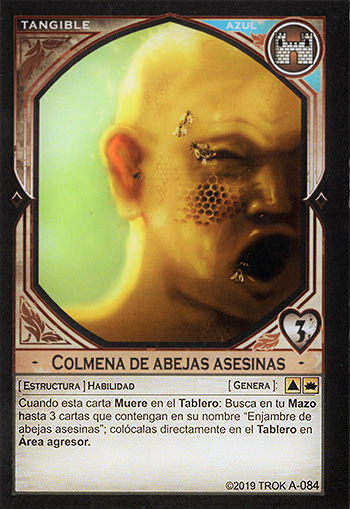 TANGIBLE
AZUL
3
- COLMENA DE ABEJAS ASESINAS -
[ESTRUCTURA] HABILIDAD [GENERA]:
Cuando esta carta Muere en el Tablero: Busca en tu Mazo
hasta 3 cartas que contengan en su nombre “Enjambre de
abejas asesinas”; colócalas directamente en el Tablero en
Área agresor.
©2019 TROK A-084